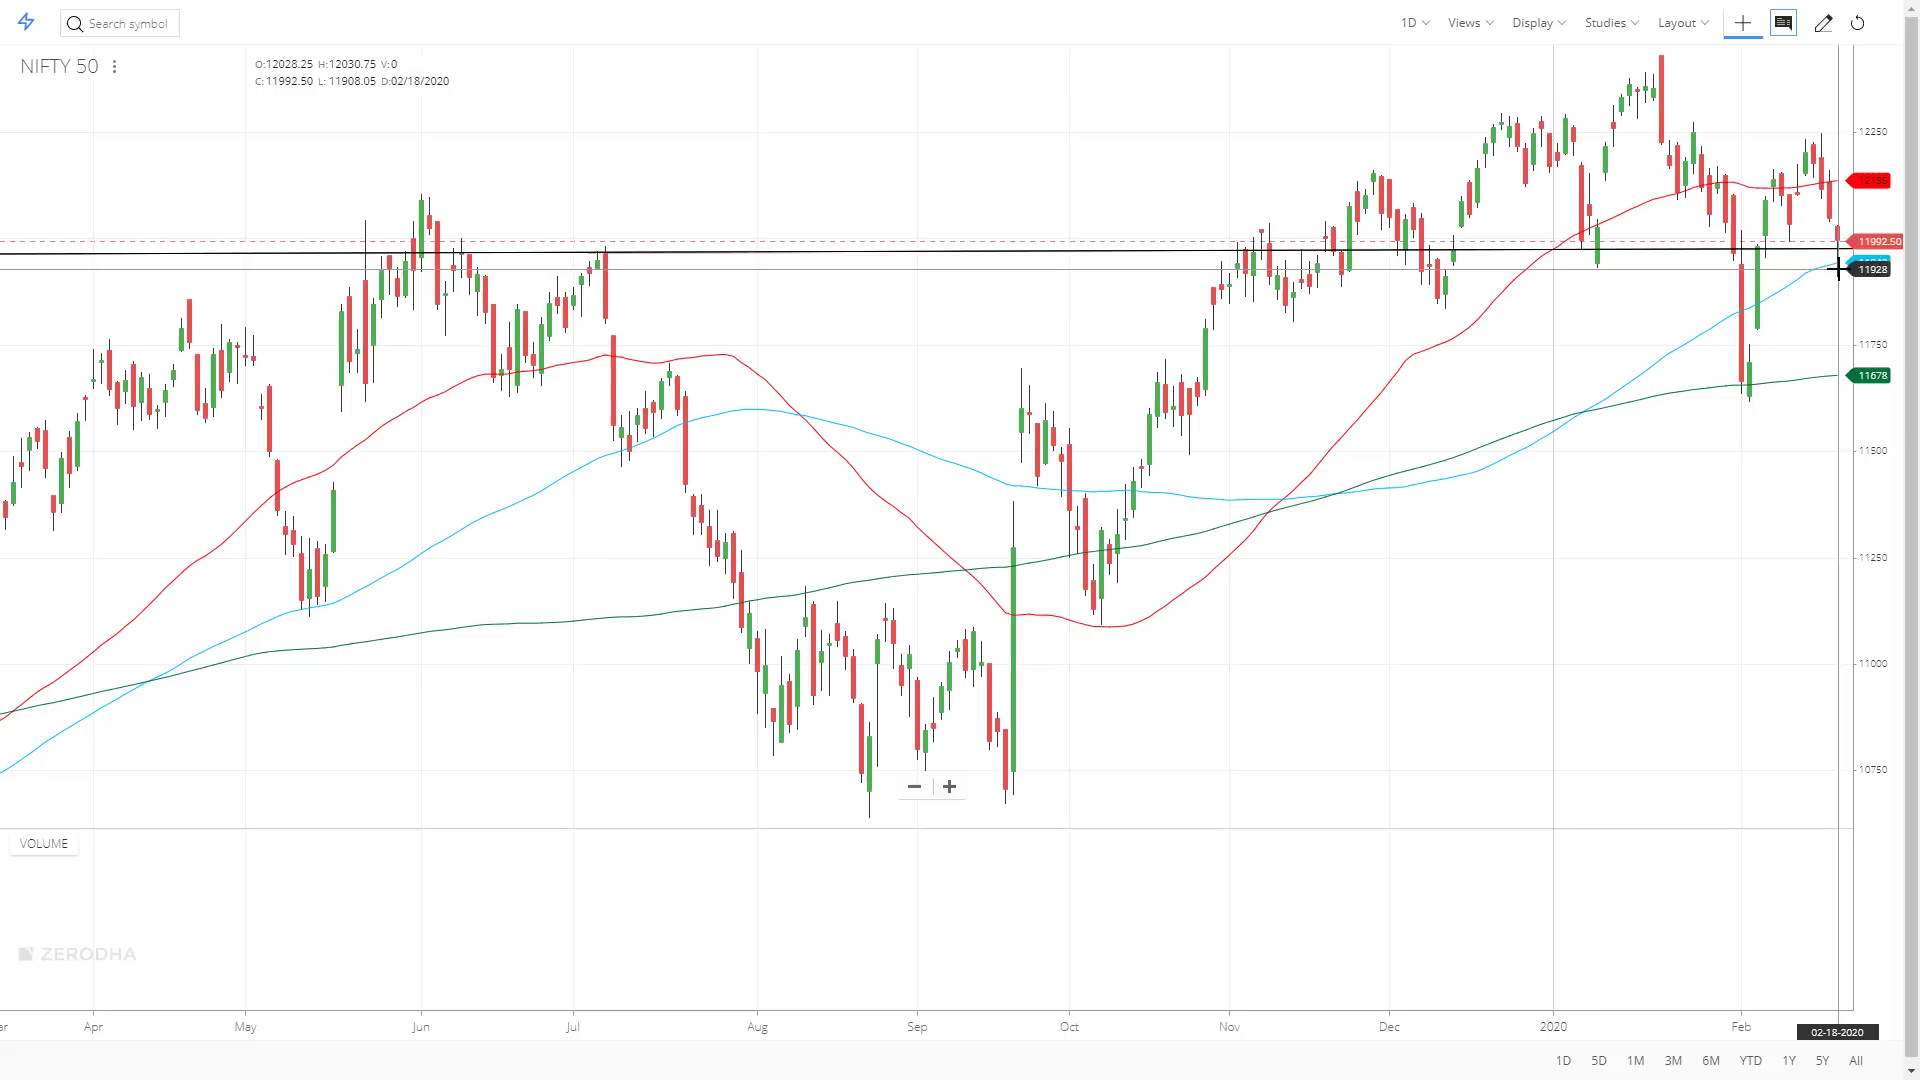 Search symbol
1D Views Display Studies Layout
NIFTY 50
O:12028.25 H:12030.75 V:0
C:11992.50 L: 11908.05 D:02/18/2020
12250
11992.50
11928
11750
11678
11500
11250
11000
10750
VOLUME
ZERODHA
Apr May Jun Jul Aug Sep Oct Nov Dec 2020 Feb
02-18-2020
1D 5D 1M 3M 6M YTD 1Y 5Y All